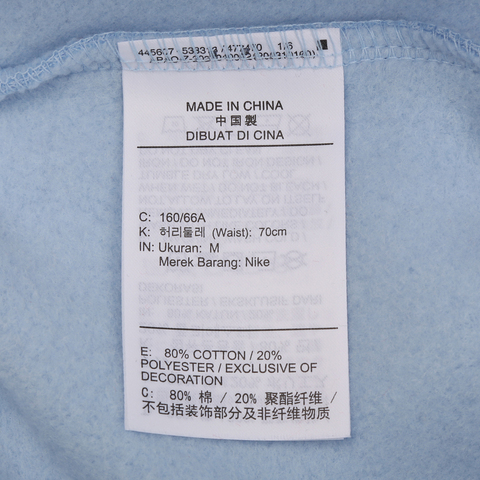 MADE IN CHINA
中国製
DIBUAT DI CINA
C: 160/66A
K: 허리둘레 (Waist): 70cm
IN: Ukuran: M
Merek Barang: Nike
E: 80% COTTON / 20%
POLYESTER / EXCLUSIVE OF
DECORATION
C: 80% 棉 / 20% 聚酯纤维 /
不包括装饰部分及非纤维物质